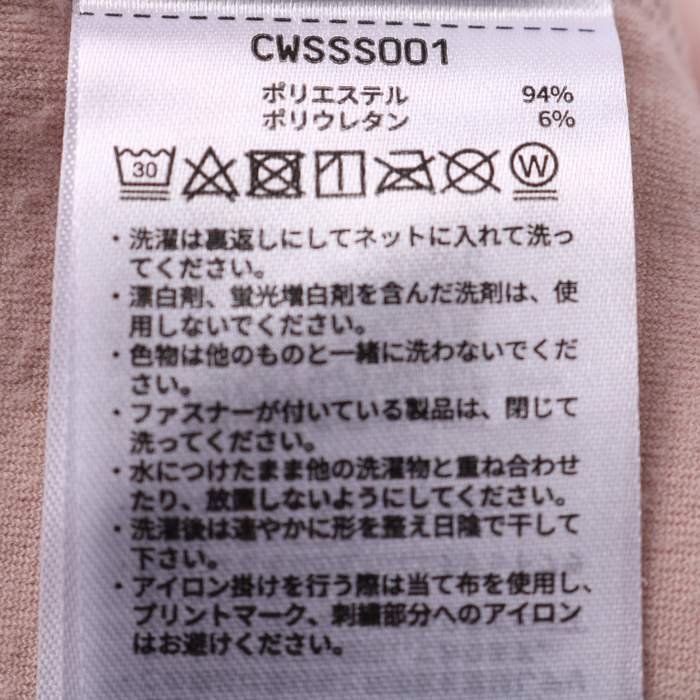 CWSSS001
ポリエステル 94%
ポリウレタン 6%
30 W
・洗濯は裏返しにしてネットに入れて洗っ
てください。
・漂白剤、蛍光増白剤を含んだ洗剤は、使
用しないでください。
・色物は他のものと一緒に洗わないでくだ
さい。
・ファスナーが付いている製品は、閉じて
洗ってください。
・水につけたまま他の洗濯物と重ね合わせ
たり、放置しないようにしてください。
・洗濯後は速やかに形を整え日陰で干して
下さい。
・アイロン掛けを行う際は当て布を使用し、
プリントマーク、刺繍部分へのアイロン
はお避けください。